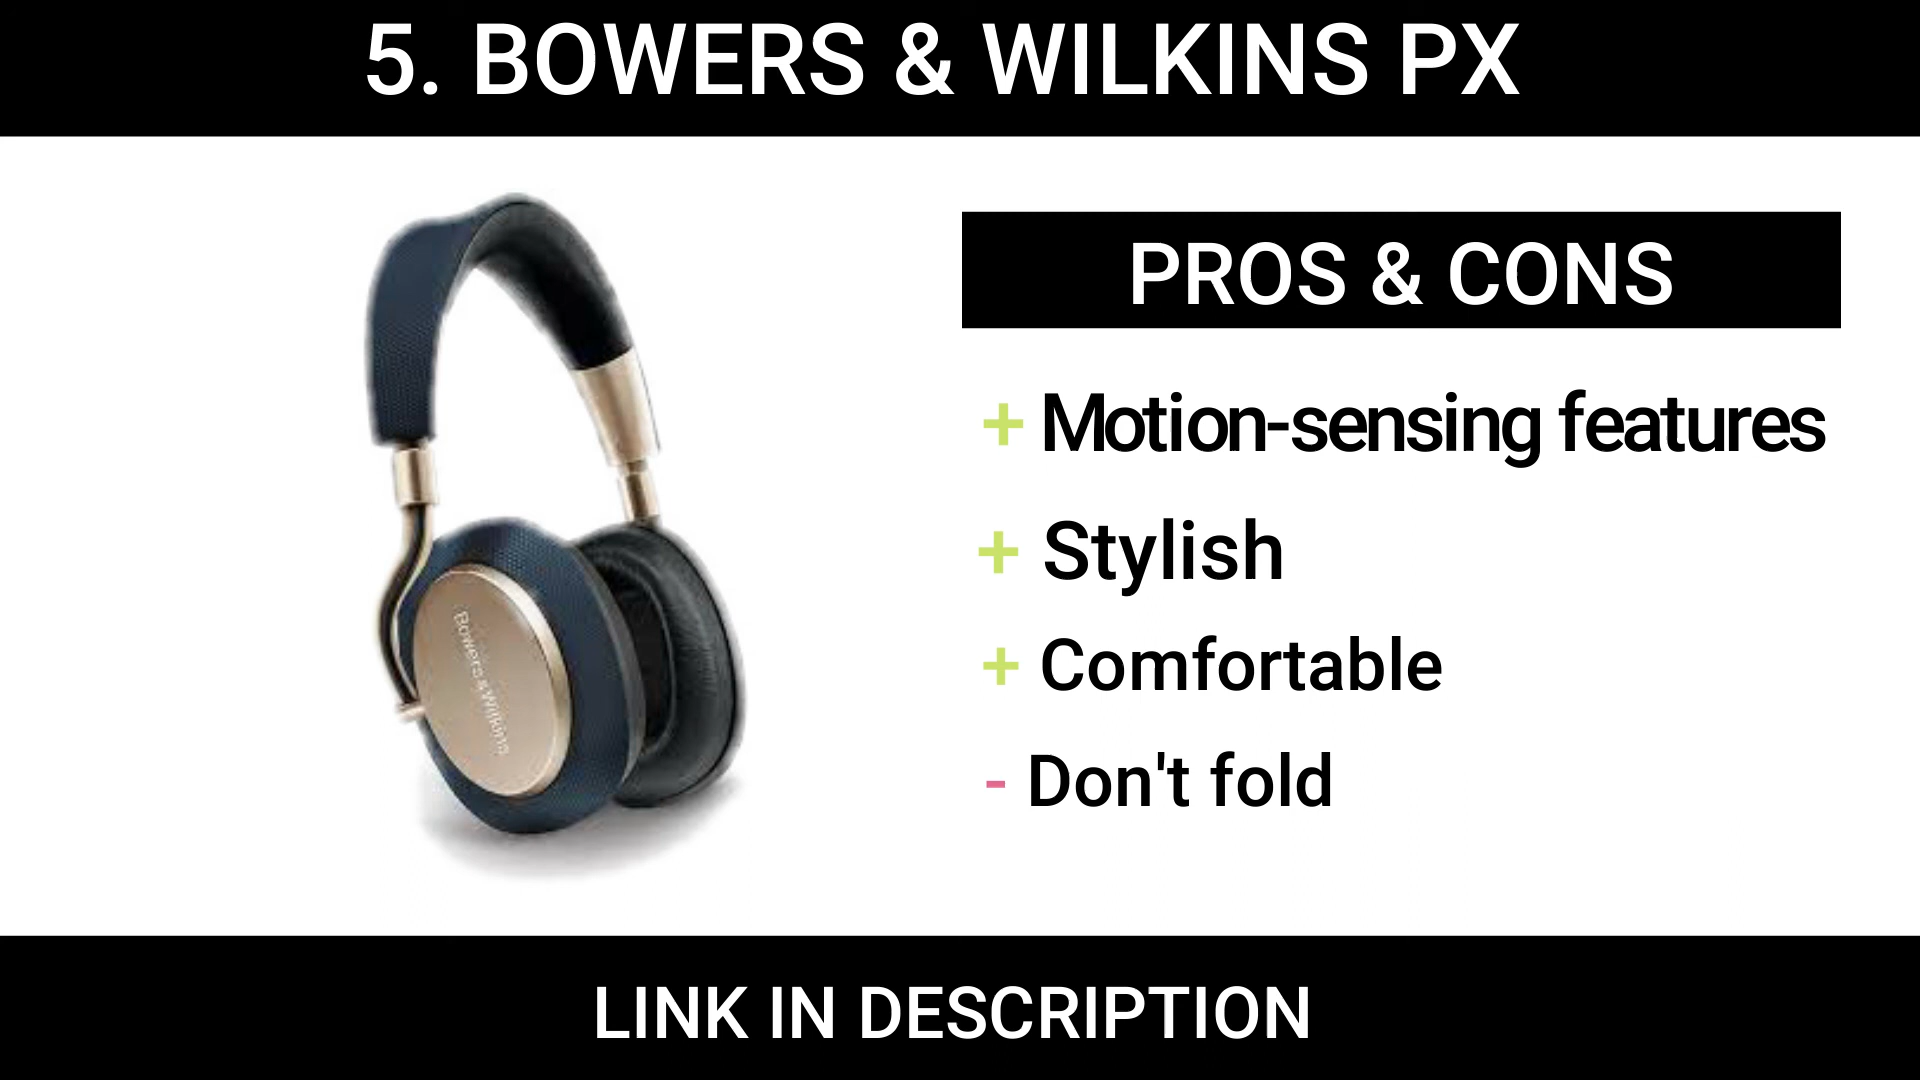 5. BOWERS & WILKINS PX
PROS & CONS
+ Motion-sensing features
+ Stylish
+ Comfortable
- Don't fold
Bowers & Wilkins
LINK IN DESCRIPTION